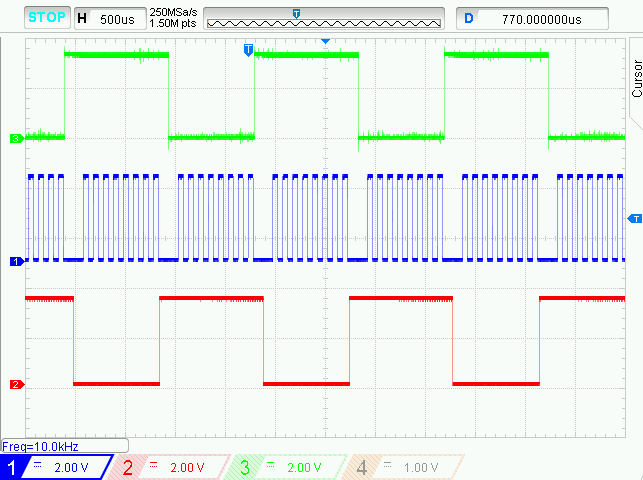 STOP H 500us 250MSa/s D 770.000000us
1.50M pts
T
Cursor
T
3
T
1
2
Freq=10.0kHz
1 2.00 V 2 2.00 V 3 2.00 V 4 1.00 V